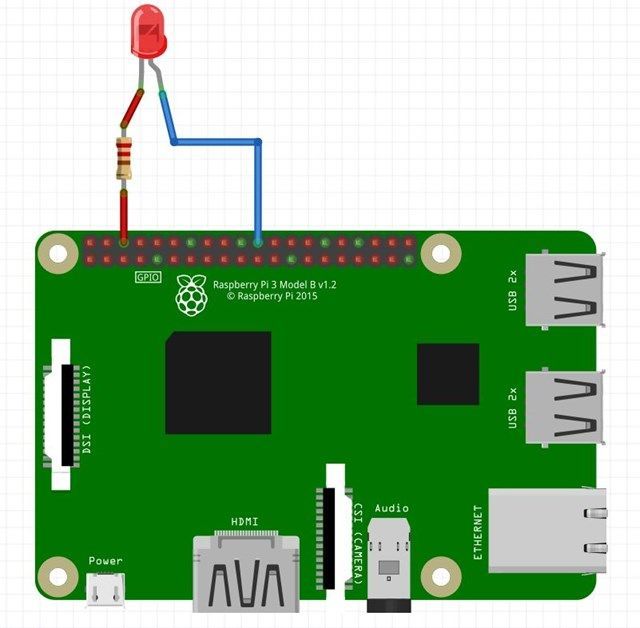 GPIO
Raspberry Pi 3 Model B v1.2
© Raspberry Pi 2015
USB 2x
DSI (DISPLAY)
USB 2x
HDMI
CSI (CAMERA)
Audio
ETHERNET
Power